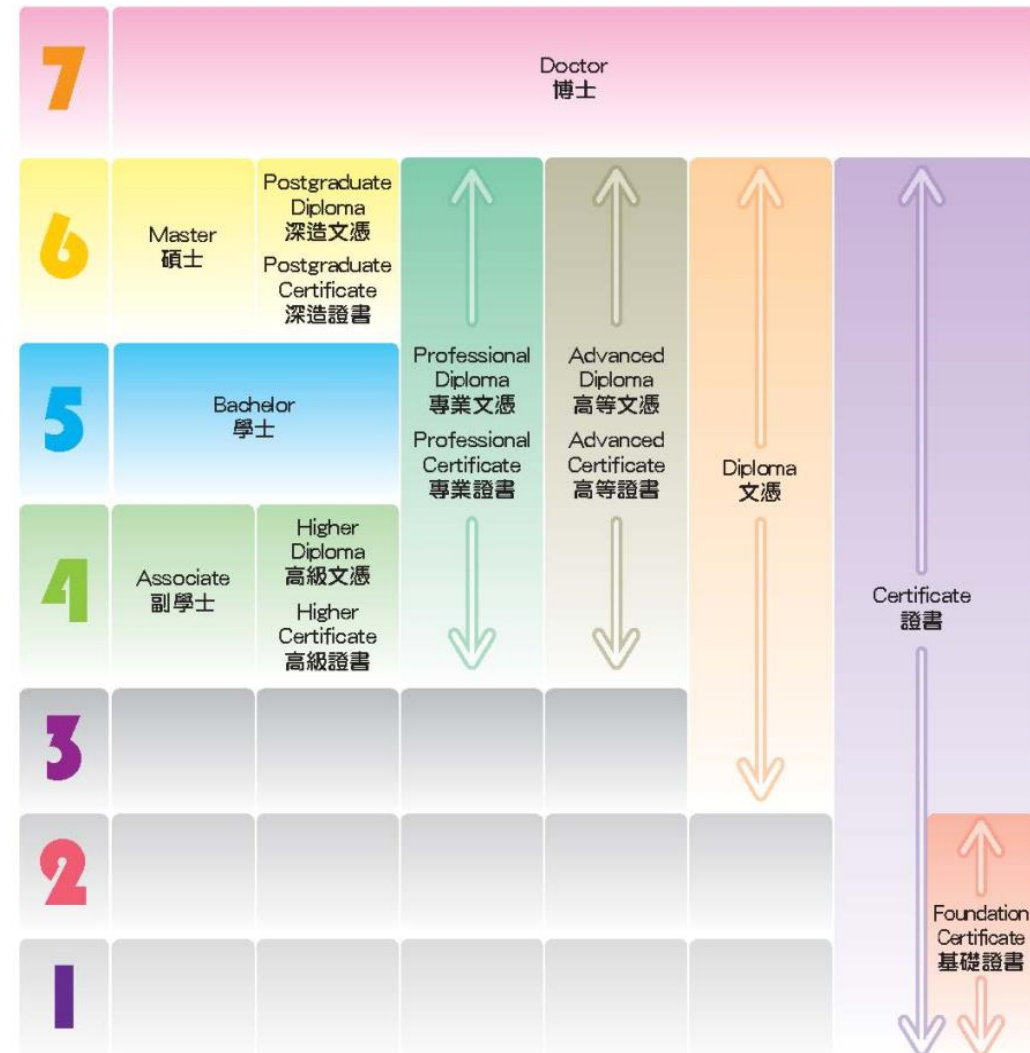 7
Doctor
博士
6
Master
碩士
Postgraduate
Diploma
深造文憑
Postgraduate
Certificate
深造證書
5
Bachelor
學士
Professional
Diploma
專業文憑
Professional
Certificate
專業證書
Advanced
Diploma
高等文憑
Advanced
Certificate
高等證書
Diploma
文憑
4
Associate
副學士
Higher
Diploma
高級文憑
Higher
Certificate
高級證書
Certificate
證書
3
2
Foundation
Certificate
基礎證書
1